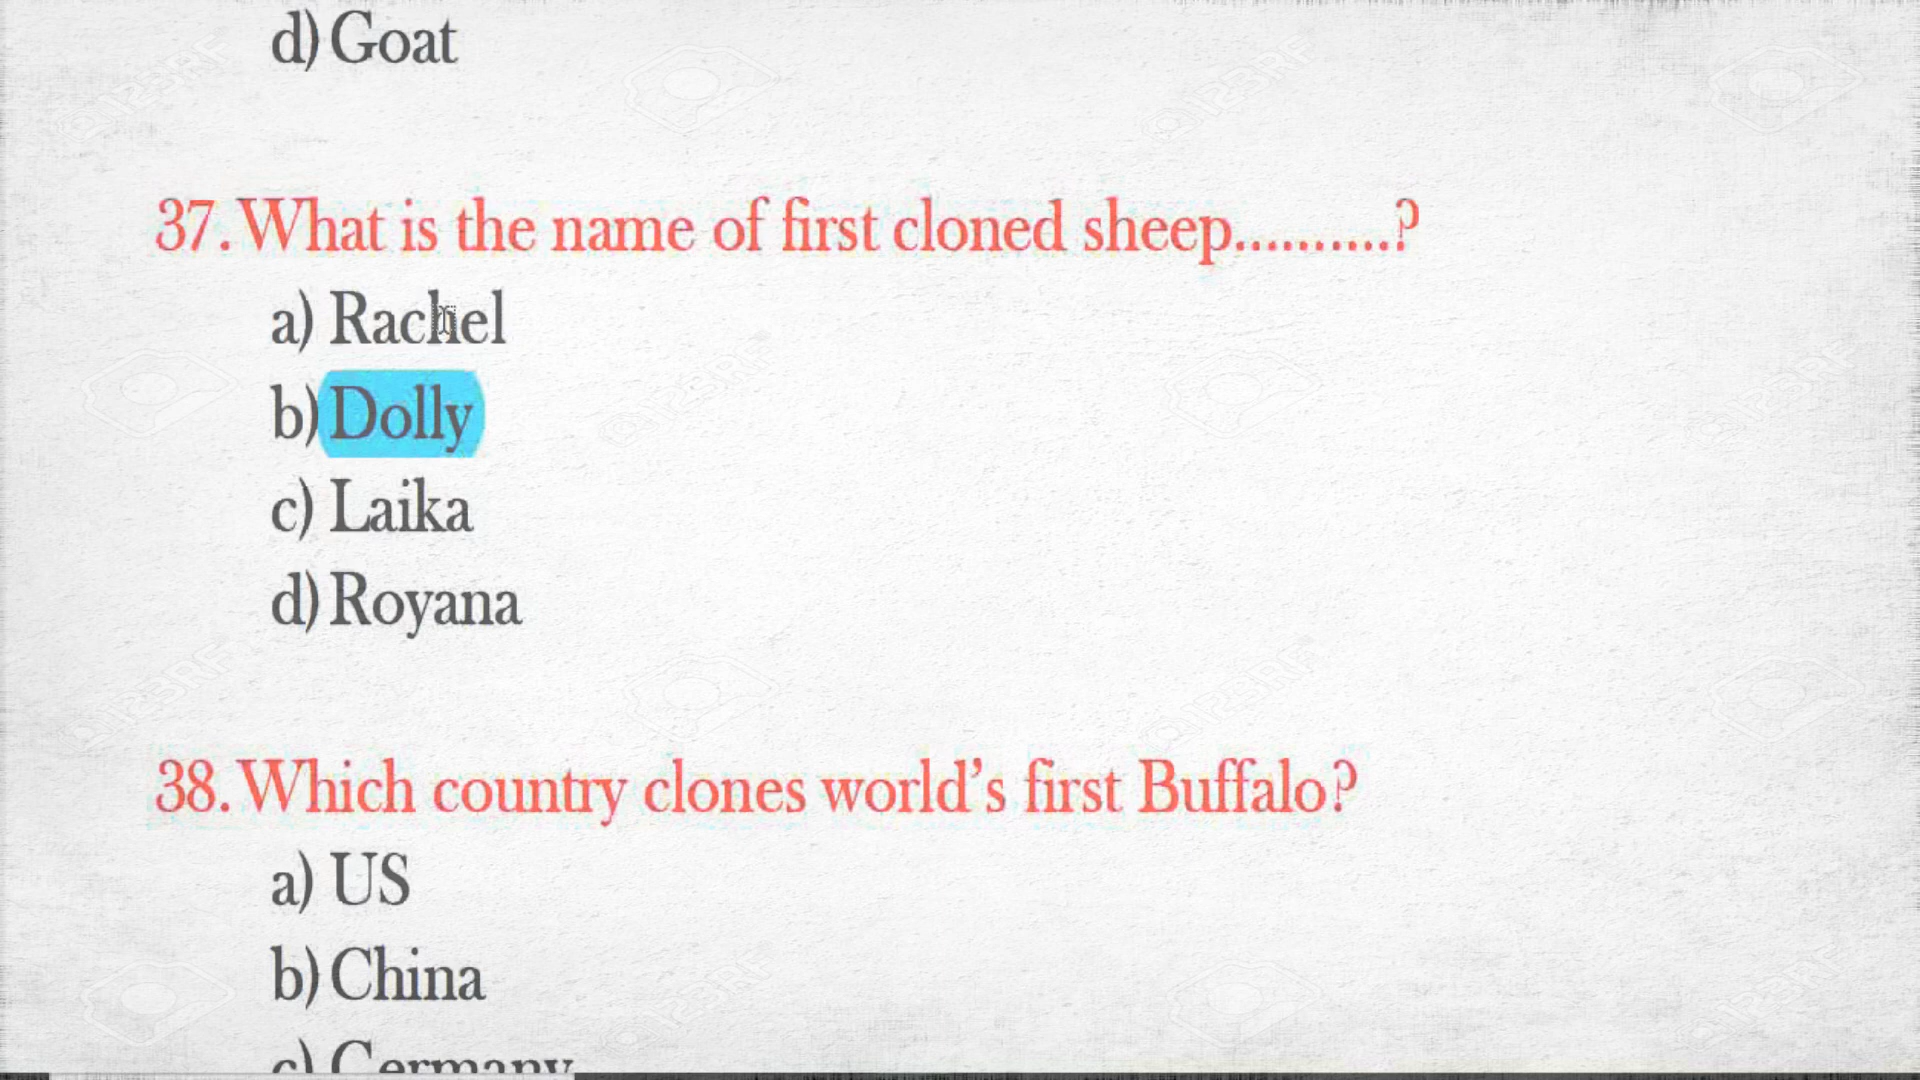 d) Goat
37. What is the name of first cloned sheep..........?
a) Rachel
b) Dolly
c) Laika
d) Royana
38. Which country clones world's first Buffalo?
a) US
b) China
c) Germany